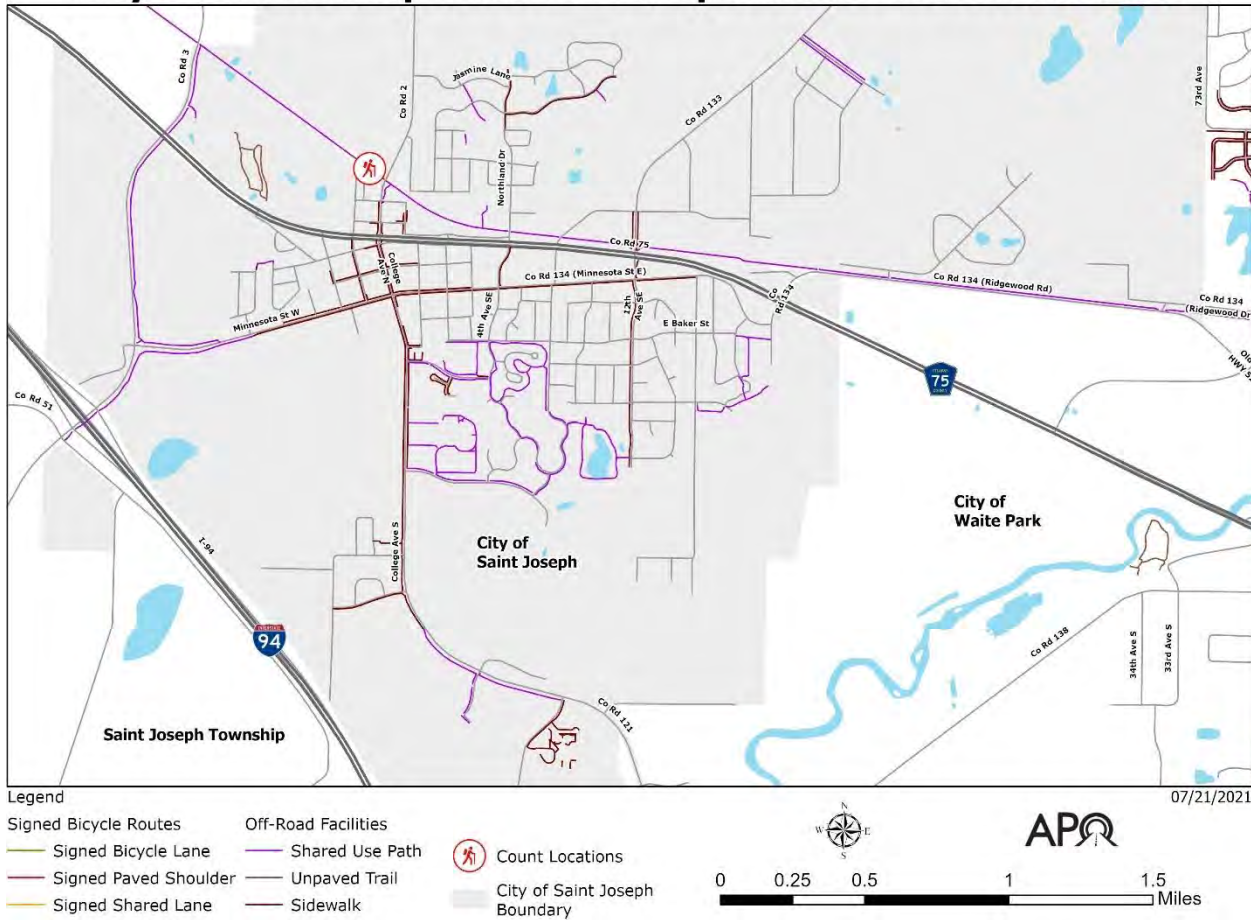 Co Rd 3
Jasmine Lane
Co Rd 2
Co Rd 133
73rd Ave
Northland Dr
Co Rd 75
College
Ave N
Co Rd 134 (Minnesota St E)
Co
Rd 134
Co Rd 134 (Ridgewood Rd)
Co Rd 134
(Ridgewood Dr
Minnesota St W
4th Ave SE
12th
Ave SE
E Baker St
Old
HWY 52
75
Co Rd 51
I-94
College Ave S
City of
Saint Joseph
City of
Waite Park
94
Co Rd 138
34th Ave S
33rd Ave S
Co Rd 121
Saint Joseph Township
Legend
07/21/2021
Signed Bicycle Routes
Signed Bicycle Lane
Signed Paved Shoulder
Signed Shared Lane
Off-Road Facilities
Shared Use Path
Unpaved Trail
Sidewalk
Count Locations
City of Saint Joseph
Boundary
N
W E
S
APO
0 0.25 0.5 1 1.5
Miles